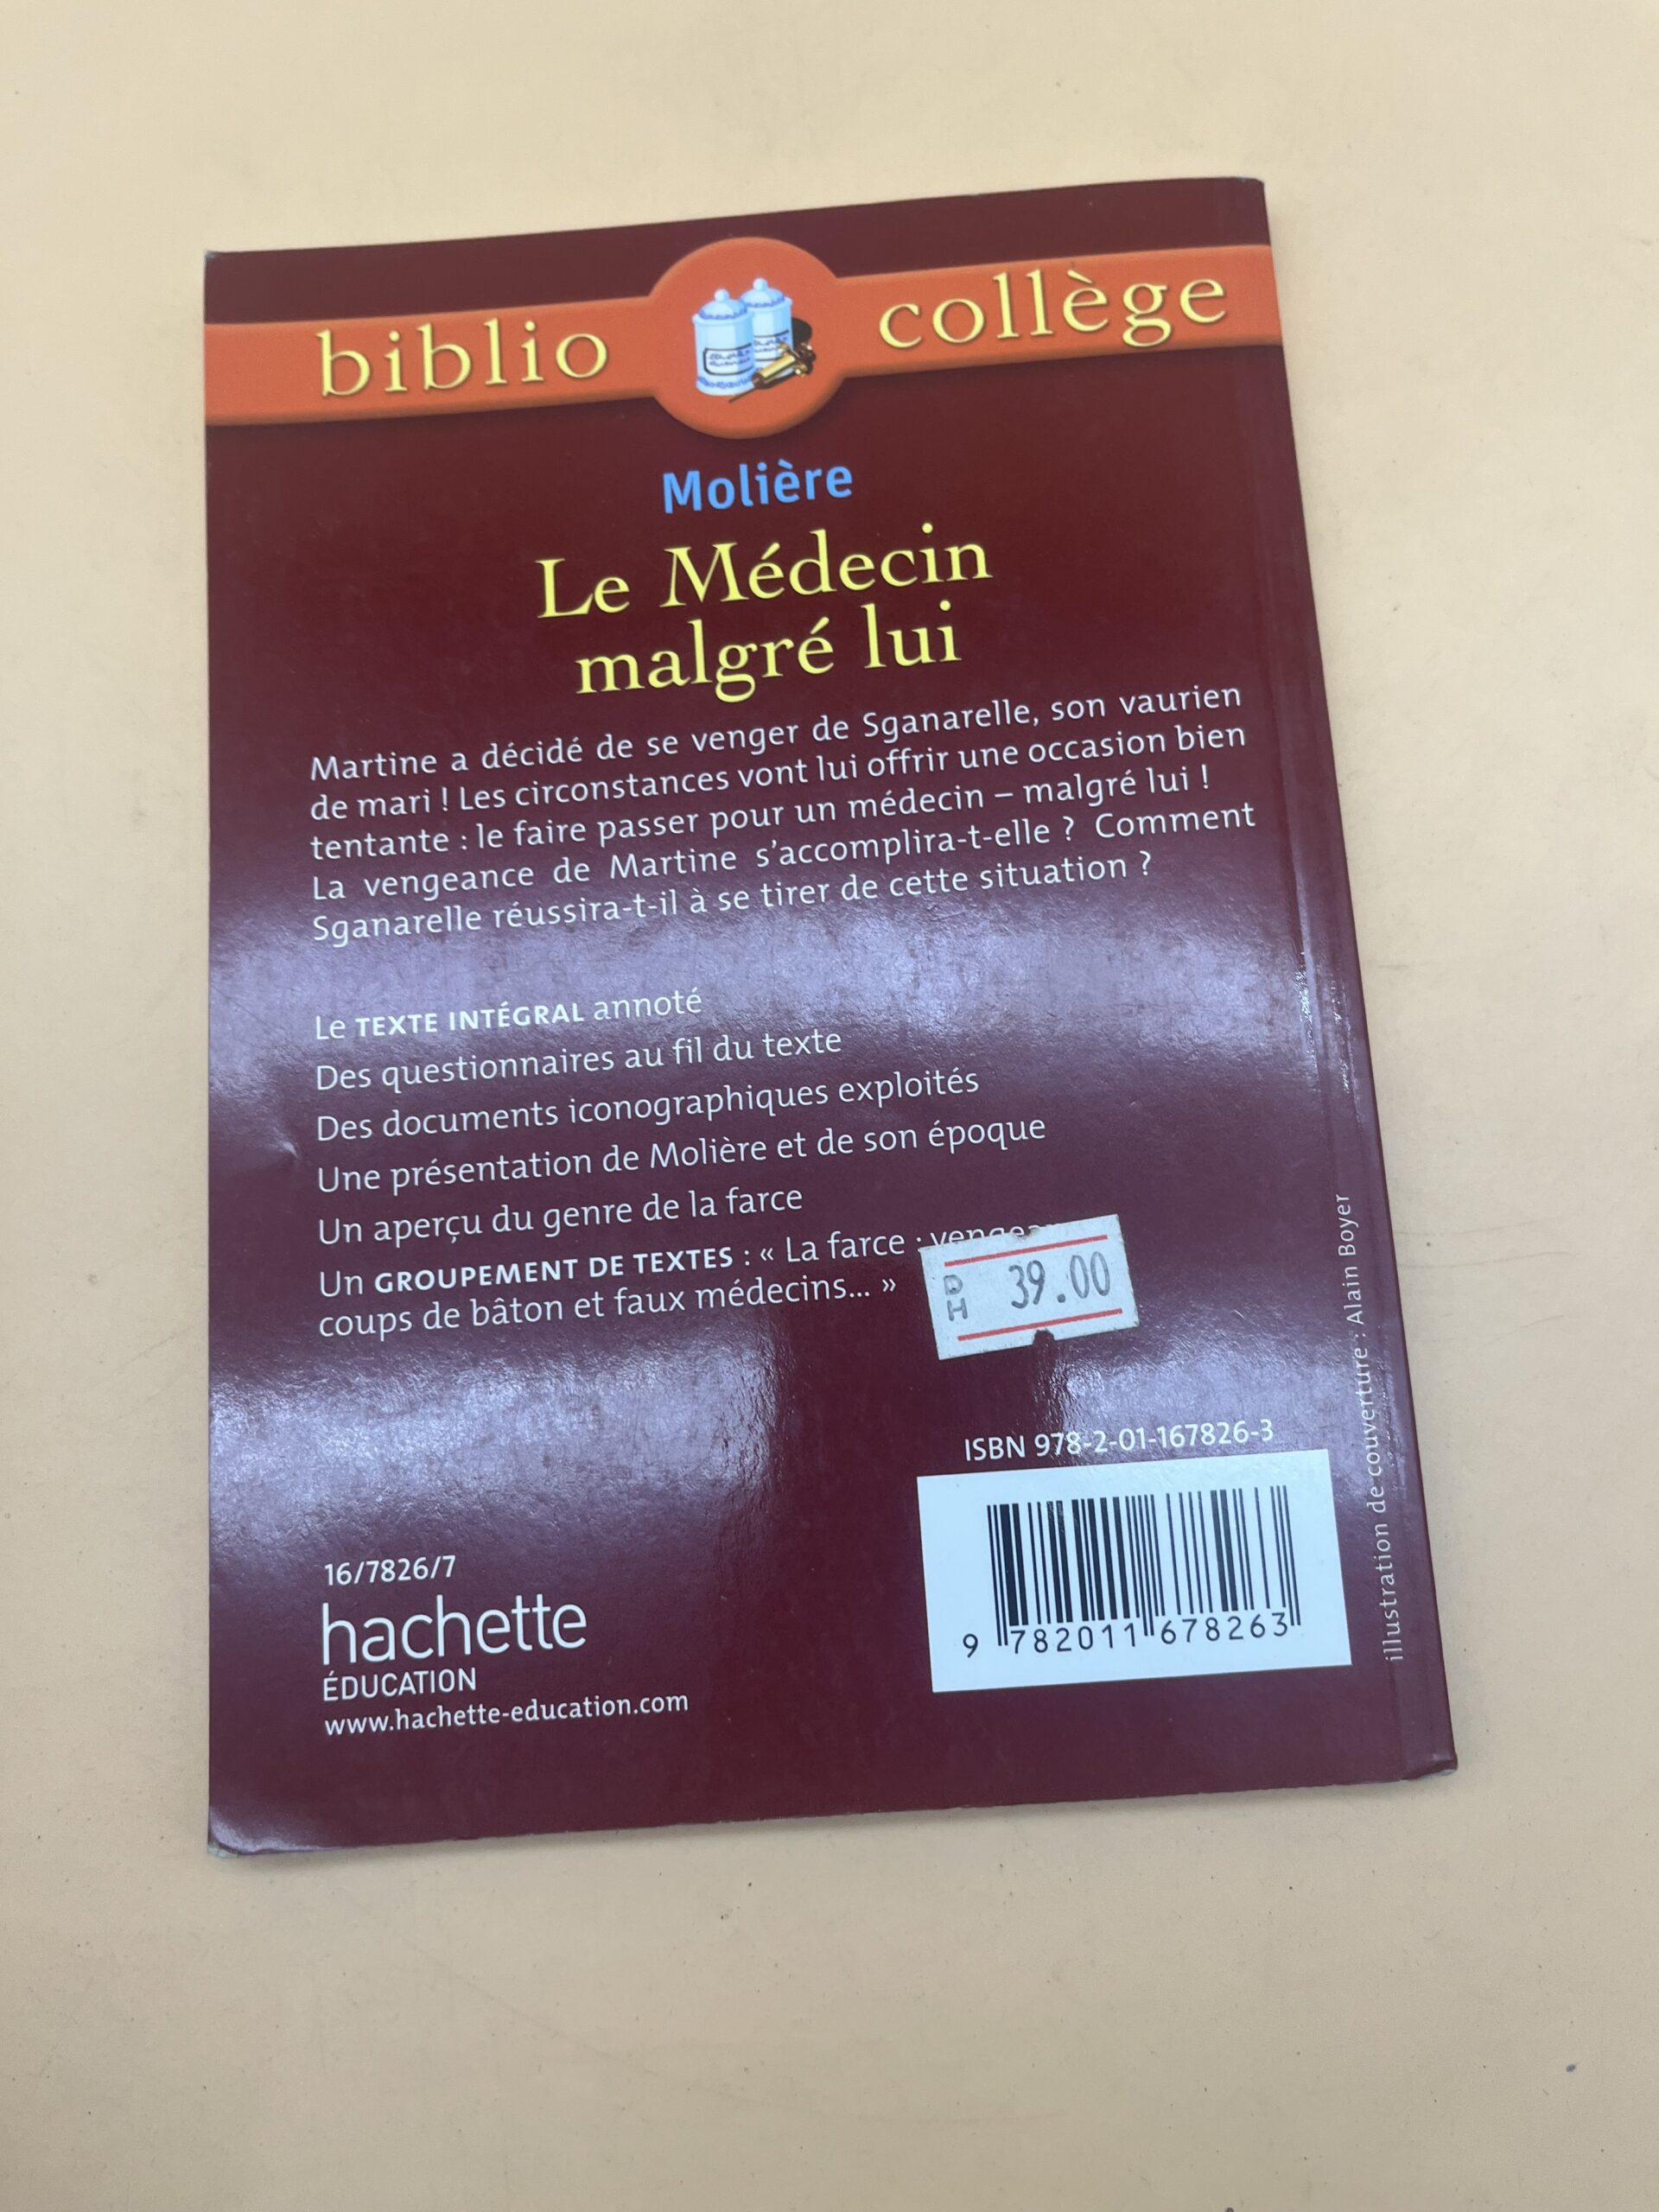 biblio collège
Molière
Le Médecin
malgré lui
Martine a décidé de se venger de Sganarelle, son vaurien
de mari ! Les circonstances vont lui offrir une occasion bien
tentante : le faire passer pour un médecin – malgré lui !
La vengeance de Martine s'accomplira-t-elle ? Comment
Sganarelle réussira-t-il à se tirer de cette situation ?
Le TEXTE INTÉGRAL annoté
Des questionnaires au fil du texte
Des documents iconographiques exploités
Une présentation de Molière et de son époque
Un aperçu du genre de la farce
Un GROUPEMENT DE TEXTES : « La farce :
coups de bâton et faux médecins... »
DH 39.00
ISBN 978-2-01-167826-3
9 782011 678263
16/7826/7
hachette
ÉDUCATION
www.hachette-education.com
illustration de couverture : Alain Boyer